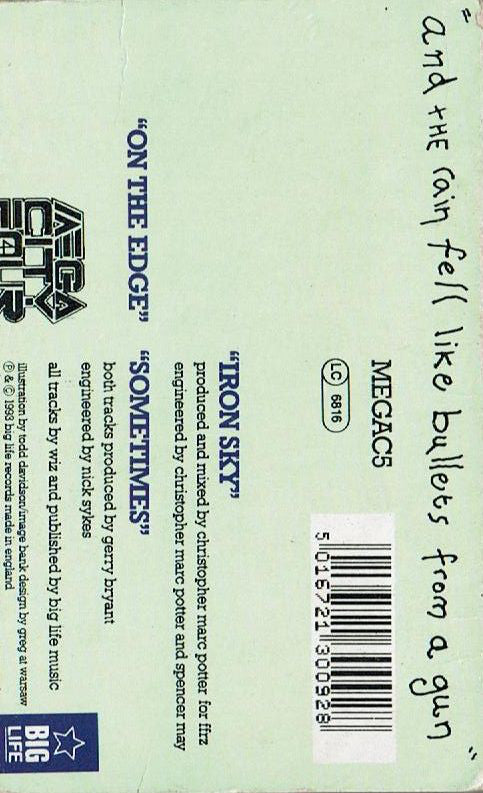 "and THE rain fell like bullets from a gun"
MEGAC5
LC 6816
5 016721 300928
"IRON SKY"
produced and mixed by christopher marc potter for ffrz
engineered by christopher marc potter and spencer may
"ON THE EDGE" "SOMETIMES"
both tracks produced by gerry bryant
engineered by nick sykes
all tracks by wiz and published by big life music
illustration by todd davidson/image bank design by greg at warsaw
℗ & © 1993 big life records made in england
MEGA
CITY
FOUR
4
BIG
LIFE